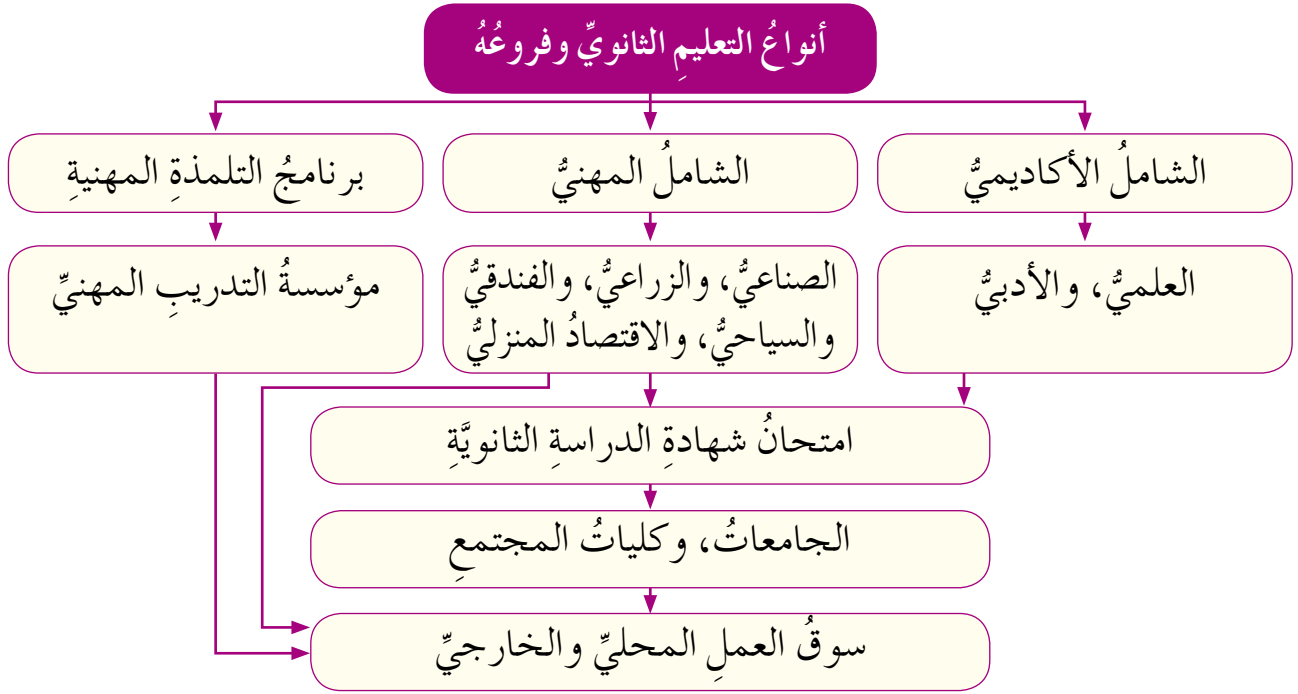 أنواعُ التعليمِ الثانويِّ وفروعُهُ
الشاملُ الأكاديميُّ
الشاملُ المهنيُّ
برنامجُ التلمذةِ المهنيةِ
العلميُّ، والأدبيُّ
الصناعيُّ، والزراعيُّ، والفندقيُّ
والسياحيُّ، والاقتصادُ المنزليُّ
مؤسسةُ التدريبِ المهنيِّ
امتحانُ شهادةِ الدراسةِ الثانويَّةِ
الجامعاتُ، وكلياتُ المجتمعِ
سوقُ العملِ المحليِّ والخارجيِّ